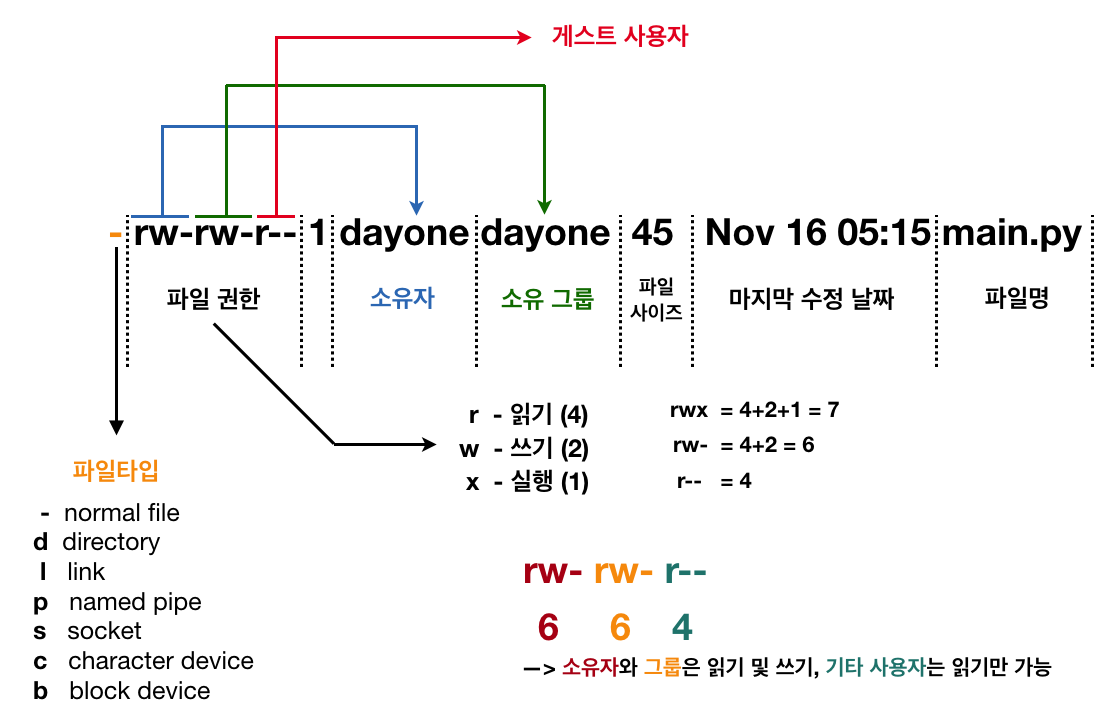 게스트 사용자
- rw-rw-r-- 1 dayone dayone 45 Nov 16 05:15 main.py
파일 권한
소유자
소유 그룹
파일
사이즈
마지막 수정 날짜
파일명
r - 읽기 (4)
w - 쓰기 (2)
x - 실행 (1)
rwx = 4+2+1 = 7
rw- = 4+2 = 6
r-- = 4
파일타입
- normal file
d directory
l link
p named pipe
s socket
c character device
b block device
rw- rw- r--
6 6 4
—> 소유자와 그룹은 읽기 및 쓰기, 기타 사용자는 읽기만 가능